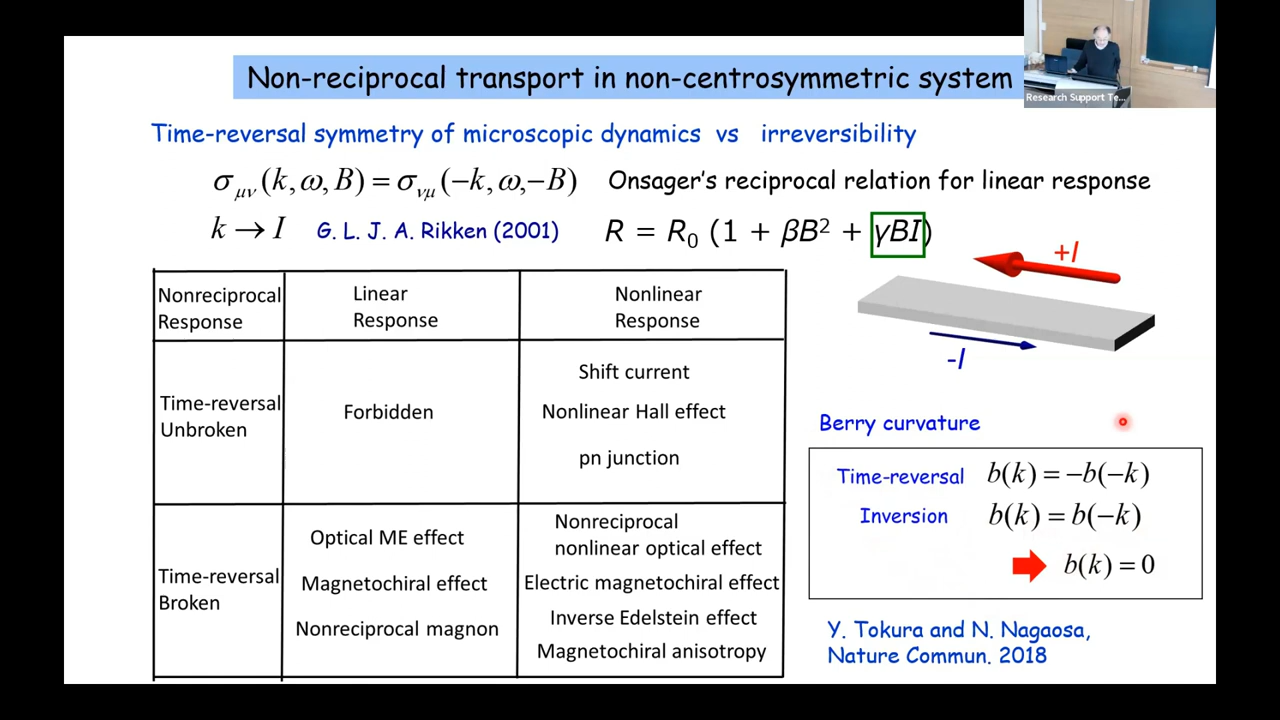 Non-reciprocal transport in non-centrosymmetric system
Research Support Te...
Time-reversal symmetry of microscopic dynamics vs irreversibility
σμν(k,ω,B) = σνμ(−k,ω,−B) Onsager's reciprocal relation for linear response
k → I G. L. J. A. Rikken (2001) R = R₀ (1 + βB² + γBI)
+I
-I
Nonreciprocal Response
Linear Response
Nonlinear Response
Time-reversal Unbroken
Forbidden
Shift current
Nonlinear Hall effect
pn junction
Time-reversal Broken
Optical ME effect
Magnetochiral effect
Nonreciprocal magnon
Nonreciprocal
nonlinear optical effect
Electric magnetochiral effect
Inverse Edelstein effect
Magnetochiral anisotropy
Berry curvature
Time-reversal b(k) = −b(−k)
Inversion b(k) = b(−k)
b(k) = 0
Y. Tokura and N. Nagaosa,
Nature Commun. 2018